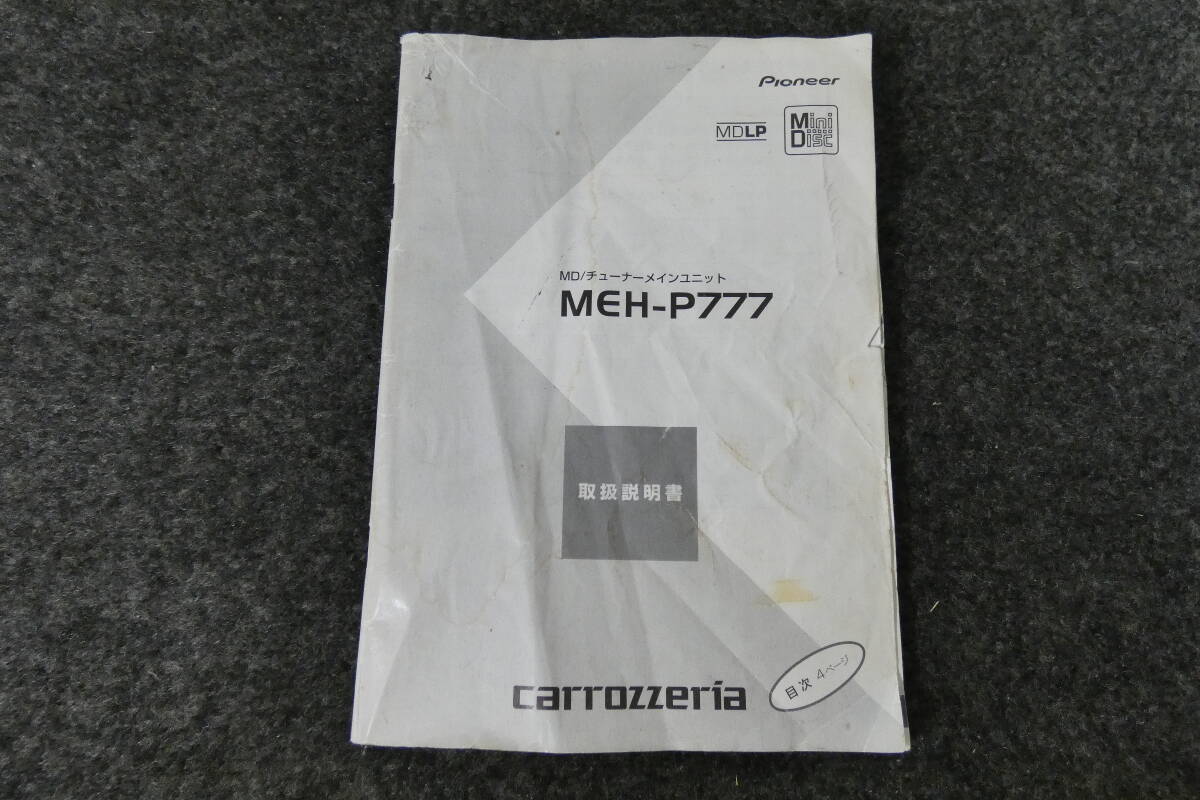 Pioneer
MDLP
Mini
Disc
MD/チューナーメインユニット
MEH-P777
取扱説明書
目次 4ページ
carrozzeria